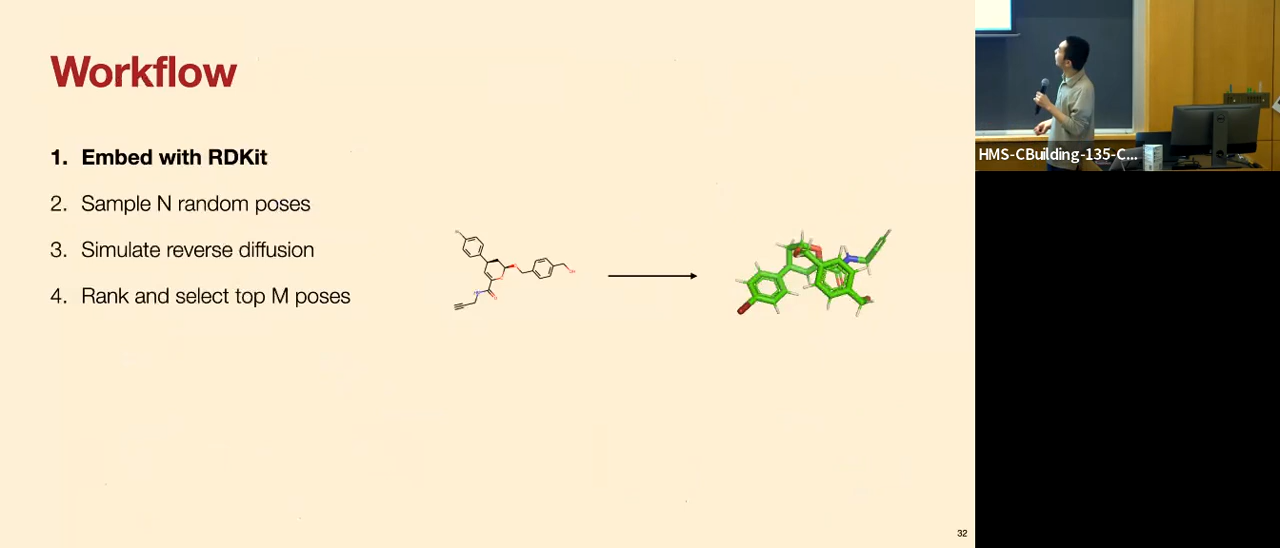 Workflow
1. Embed with RDKit
2. Sample N random poses
3. Simulate reverse diffusion
4. Rank and select top M poses
32
HMS-CBuilding-135-C...